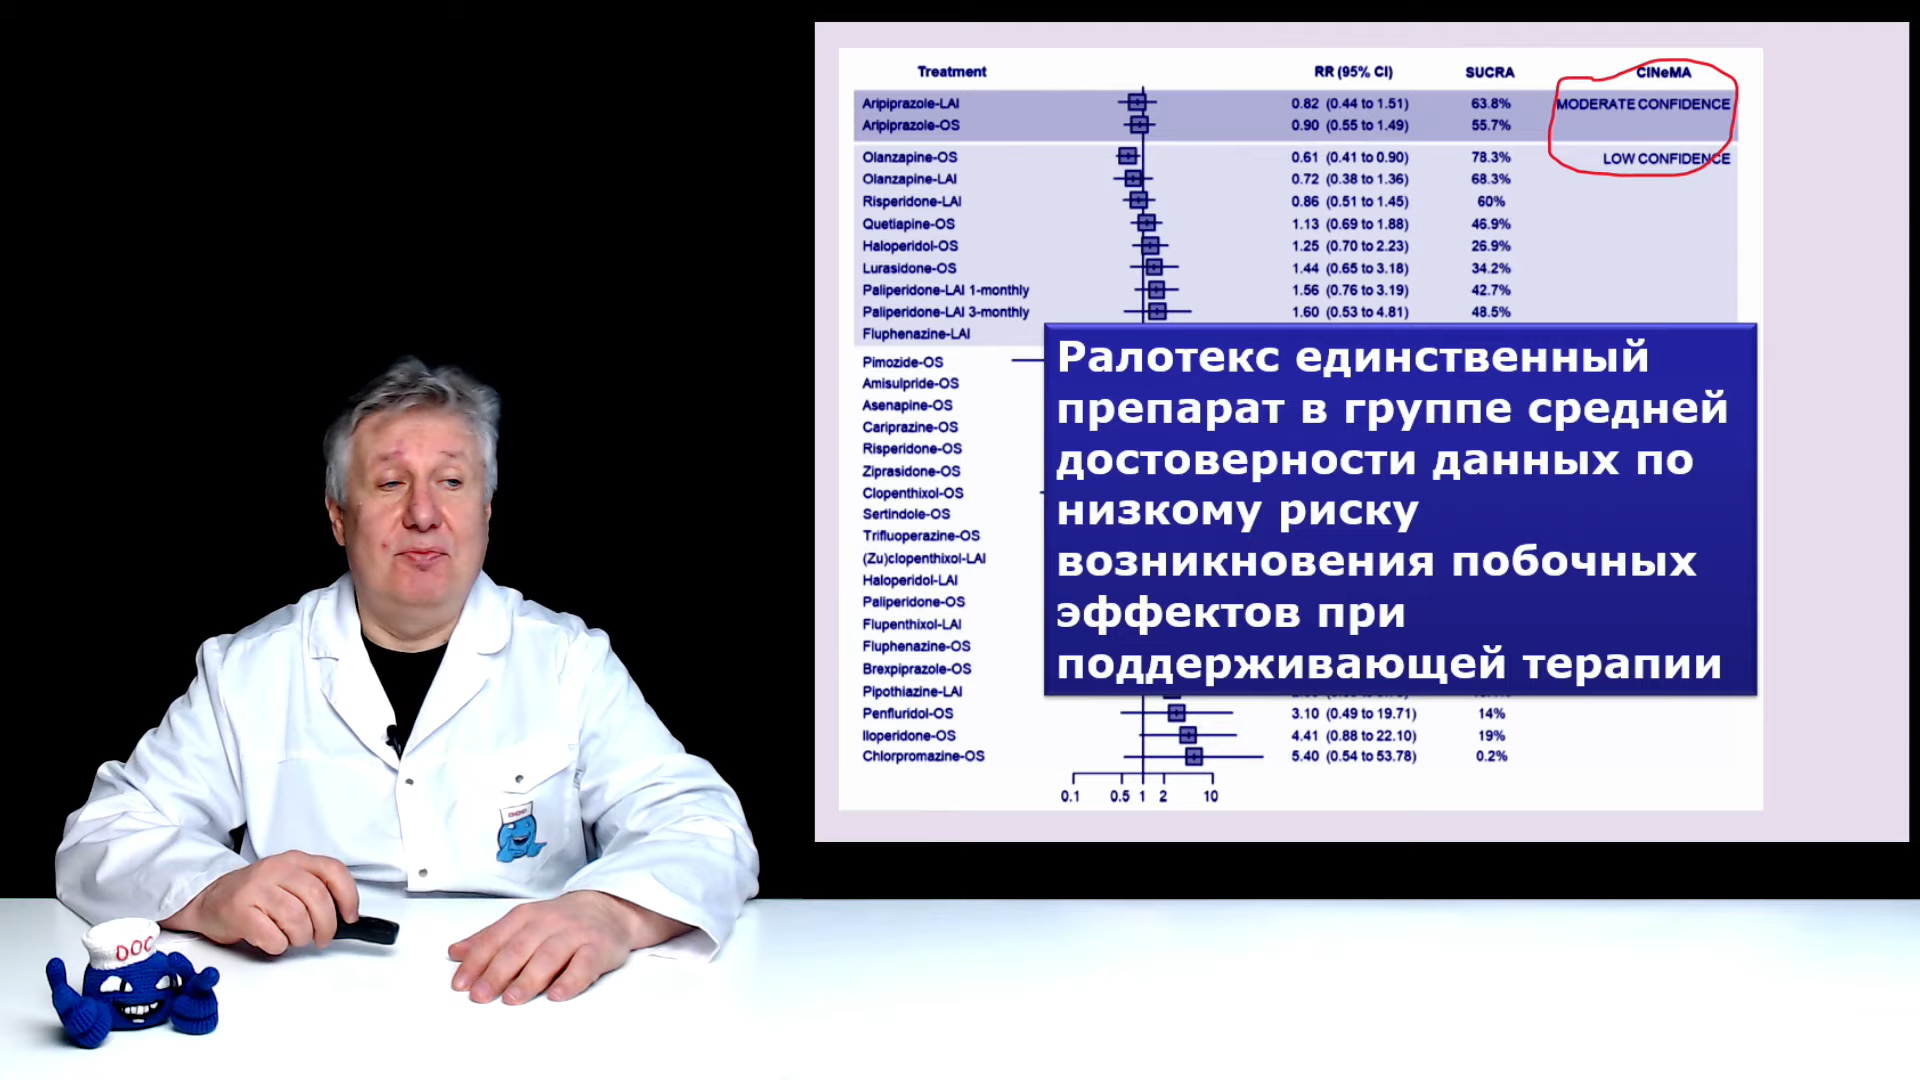 Treatment RR (95% CI) SUCRA CINeMA
Aripiprazole-LAI 0.82 (0.44 to 1.51) 63.8% MODERATE CONFIDENCE
Aripiprazole-OS 0.90 (0.55 to 1.49) 55.7%
Olanzapine-OS 0.61 (0.41 to 0.90) 78.3% LOW CONFIDENCE
Olanzapine-LAI 0.72 (0.38 to 1.36) 68.3%
Risperidone-LAI 0.86 (0.51 to 1.45) 60%
Quetiapine-OS 1.13 (0.69 to 1.88) 46.9%
Haloperidol-OS 1.25 (0.70 to 2.23) 26.9%
Lurasidone-OS 1.44 (0.65 to 3.18) 34.2%
Paliperidone-LAI 1-monthly 1.56 (0.76 to 3.19) 42.7%
Paliperidone-LAI 3-monthly 1.60 (0.53 to 4.81) 48.5%
Fluphenazine-LAI
Pimozide-OS
Amisulpride-OS
Asenapine-OS
Cariprazine-OS
Risperidone-OS
Ziprasidone-OS
Clopenthixol-OS
Sertindole-OS
Trifluoperazine-OS
(Zu)clopenthixol-LAI
Haloperidol-LAI
Paliperidone-OS
Flupenthixol-LAI
Fluphenazine-OS
Brexpiprazole-OS
Pipothiazine-LAI
Penfluridol-OS 3.10 (0.49 to 19.71) 14%
Iloperidone-OS 4.41 (0.88 to 22.10) 19%
Chlorpromazine-OS 5.40 (0.54 to 53.78) 0.2%
0.1 0.5 1 2 10
Ралотекс единственный
препарат в группе средней
достоверности данных по
низкому риску
возникновения побочных
эффектов при
поддерживающей терапии
DOC